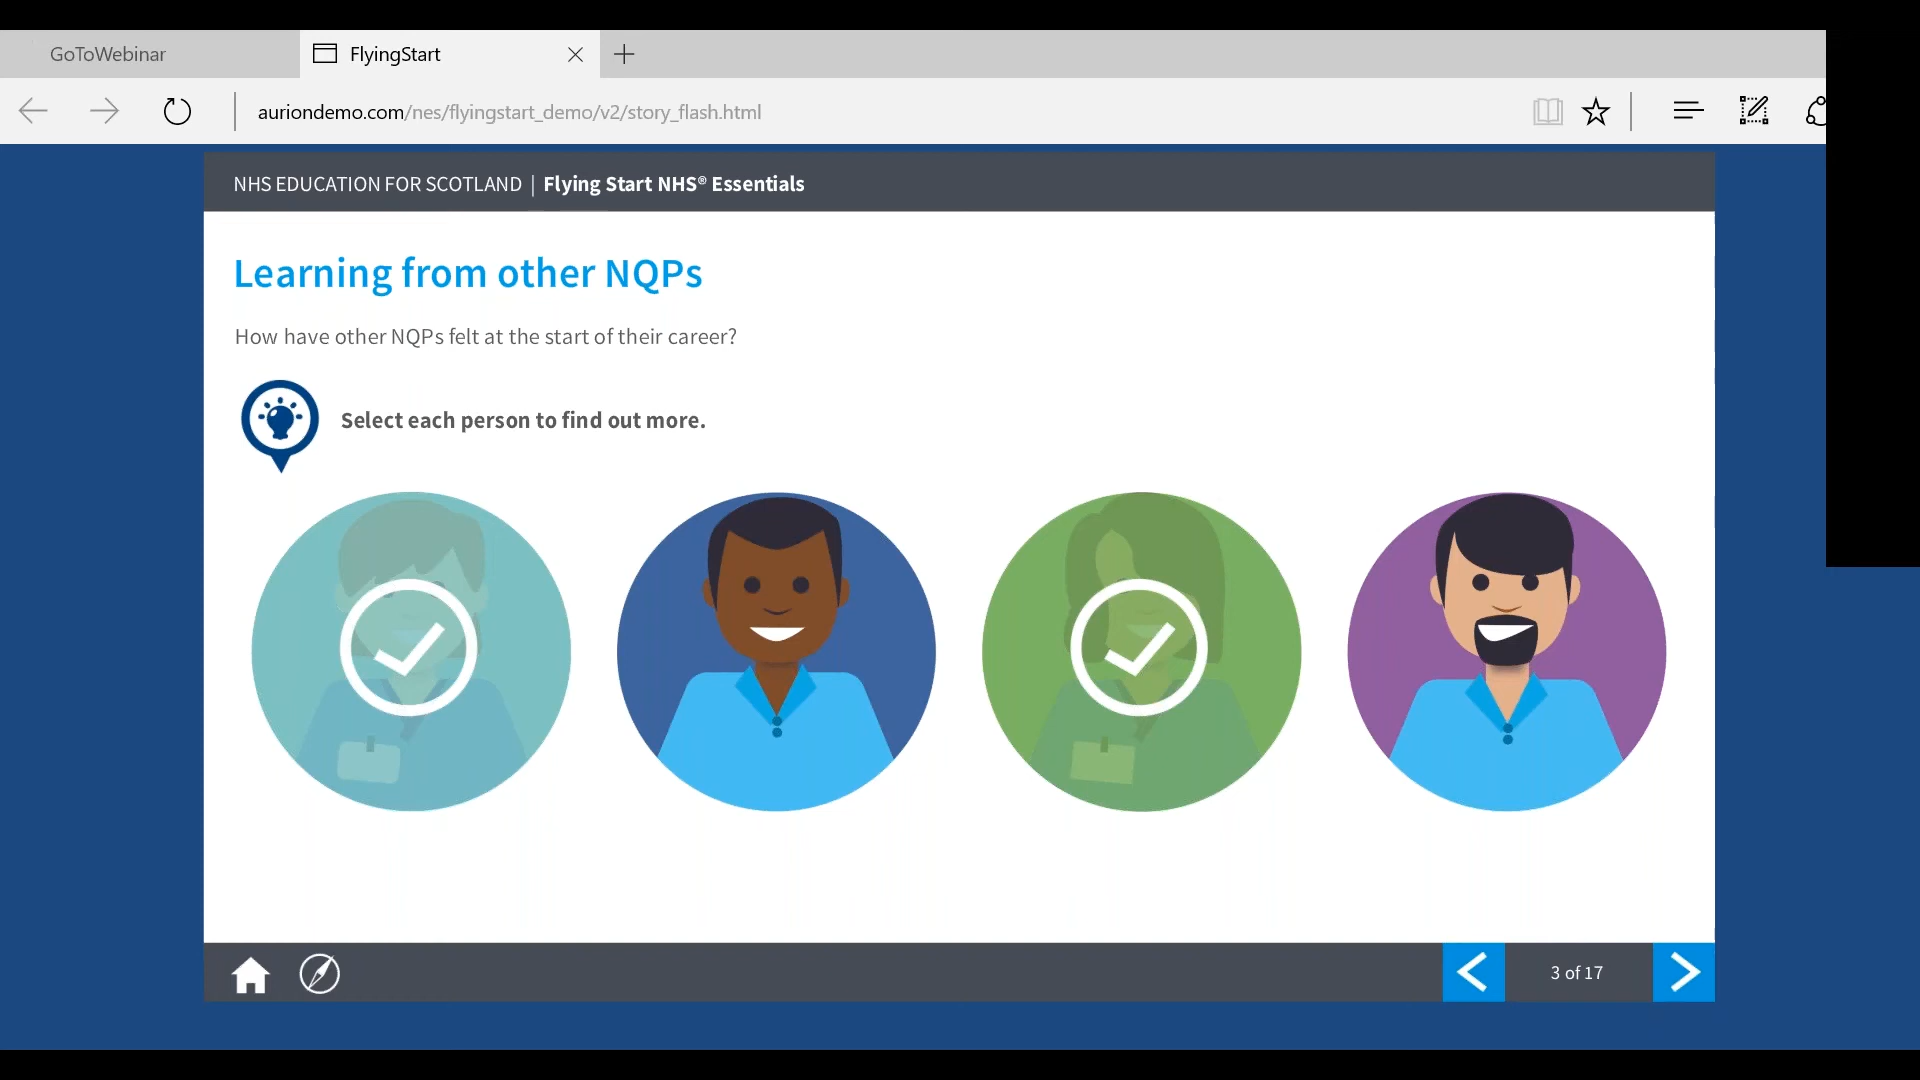 GoToWebinar
FlyingStart
auriondemo.com/nes/flyingstart_demo/v2/story_flash.html
NHS EDUCATION FOR SCOTLAND | Flying Start NHS® Essentials
Learning from other NQPs
How have other NQPs felt at the start of their career?
Select each person to find out more.
3 of 17